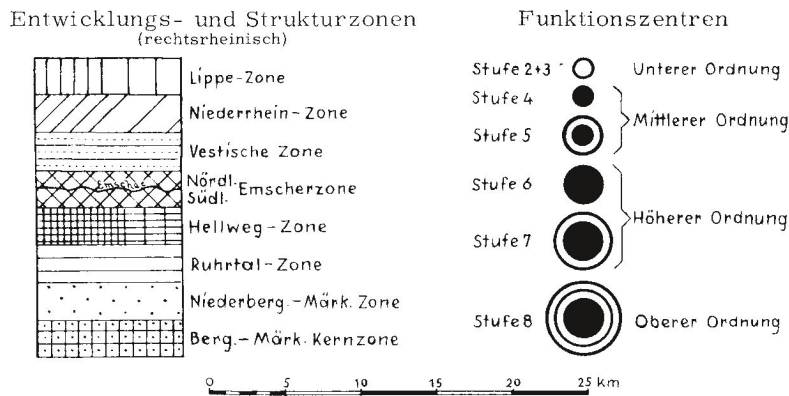 Entwicklungs- und Strukturzonen
(rechtsrheinisch)
Lippe-Zone
Niederrhein-Zone
Vestische Zone
Emscher
Nördl.
Südl. Emscherzone
Hellweg-Zone
Ruhrtal-Zone
Niederberg.-Märk. Zone
Berg.-Märk. Kernzone
Funktionszentren
Stufe 2+3 Unterer Ordnung
Stufe 4
Mittlerer Ordnung
Stufe 5
Stufe 6
Höherer Ordnung
Stufe 7
Stufe 8 Oberer Ordnung
0 5 10 15 20 25 km